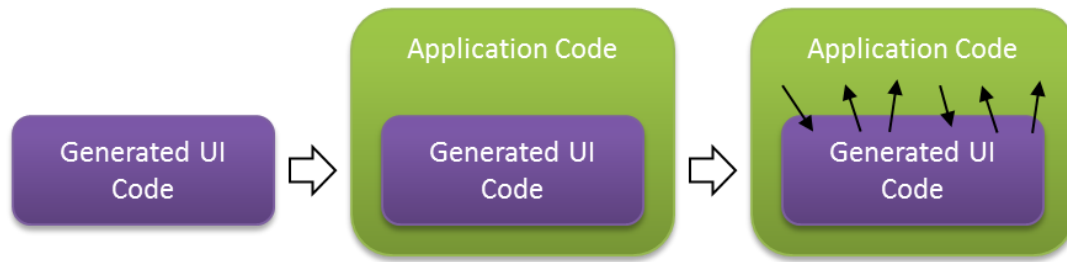 Generated UI
Code
Application Code
Generated UI
Code
Application Code
Generated UI
Code